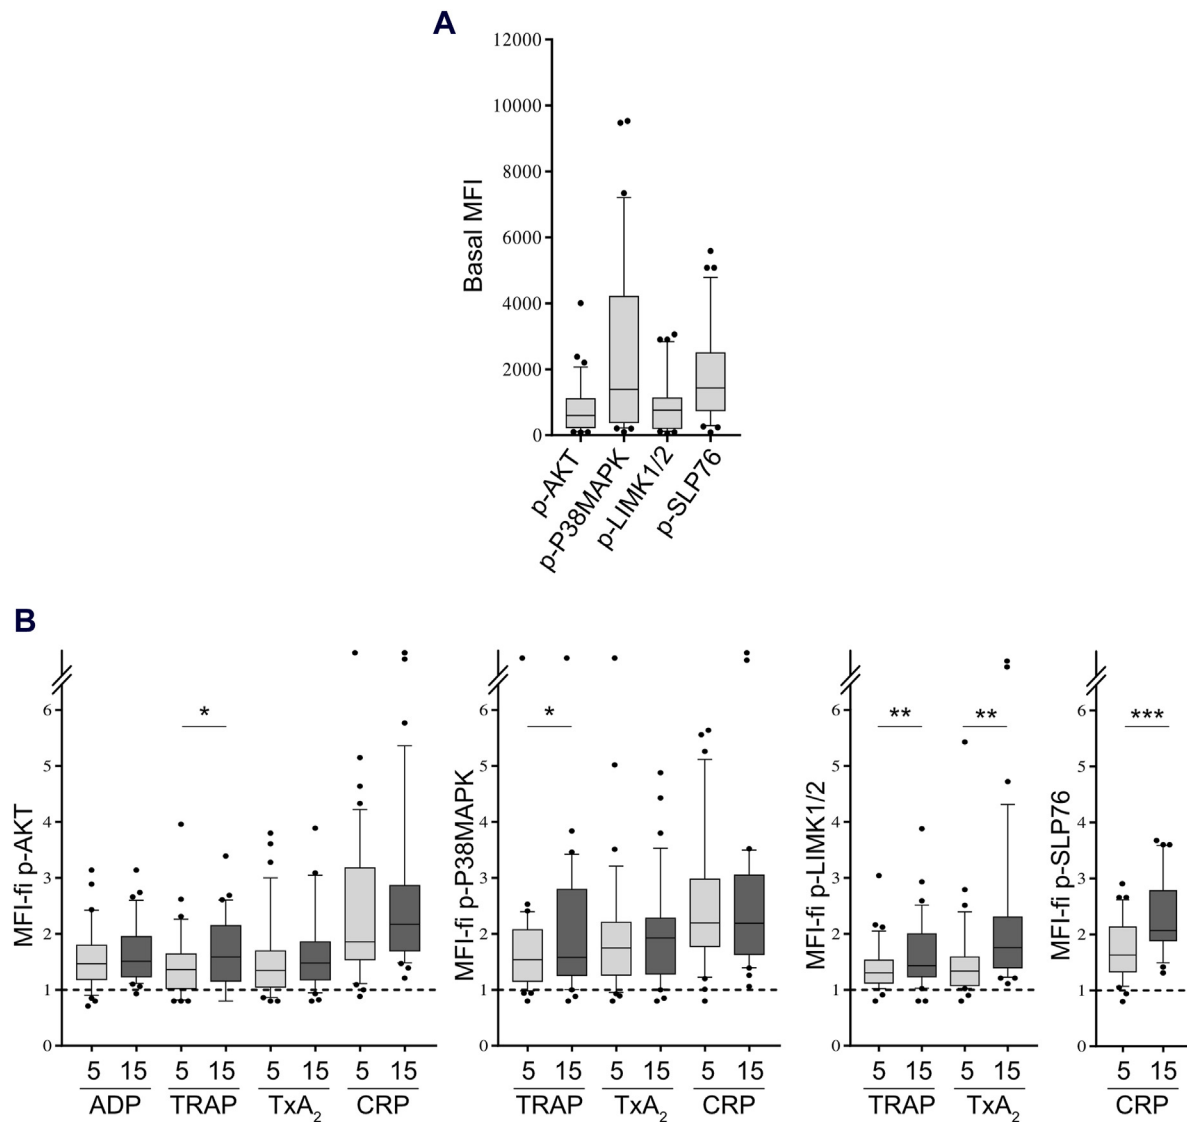 A
12000
10000
8000
6000
4000
2000
0
Basal MFI
p-AKT
p-P38MAPK
p-LIMK1/2
p-SLP76
B
MFI-fi p-AKT
6
5
4
3
2
1
0
*
5 15 5 15 5 15 5 15
ADP TRAP TxA2 CRP
MFI-fi p-P38MAPK
6
5
4
3
2
1
0
*
5 15 5 15 5 15
TRAP TxA2 CRP
MFI-fi p-LIMK1/2
6
5
4
3
2
1
0
** **
5 15 5 15
TRAP TxA2
MFI-fi p-SLP76
6
5
4
3
2
1
0
***
5 15
CRP